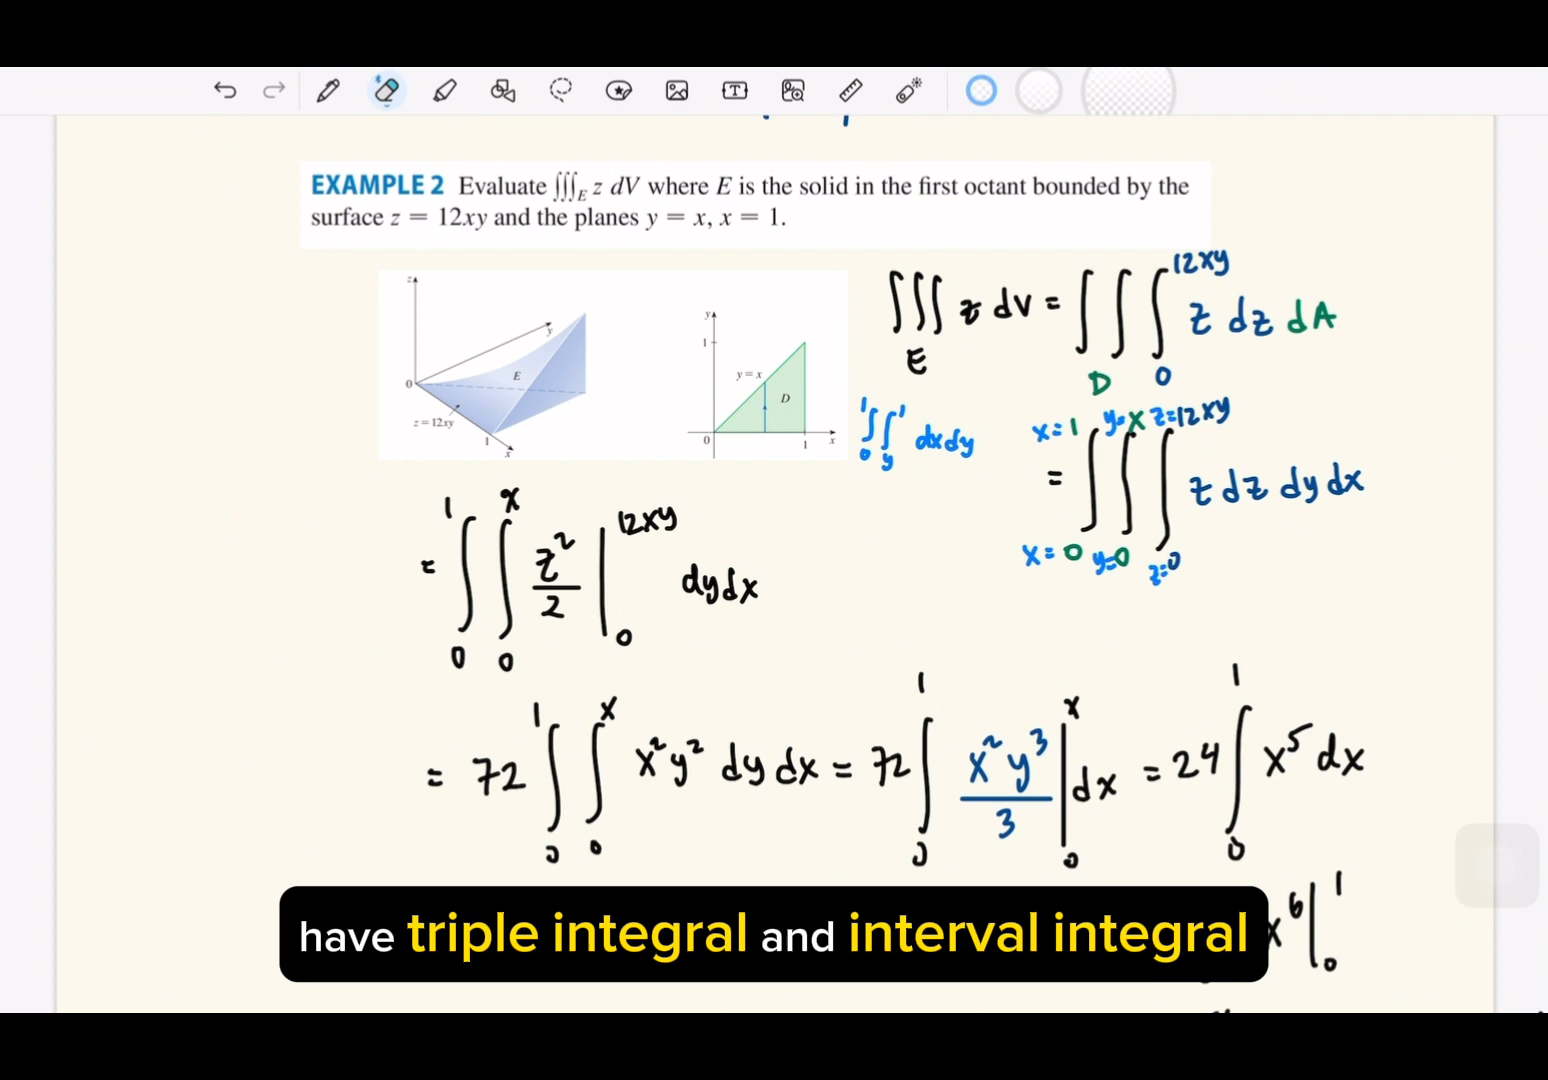 EXAMPLE 2 Evaluate ∭_E z dV where E is the solid in the first octant bounded by the
surface z = 12xy and the planes y = x, x = 1.
z
y
E
0
z = 12xy
1
x
y
1
y = x
D
0
1
x
∭_E z dV = ∬_D ∫_0^{12xy} z dz dA
∫_0^1 ∫_y^1 dx dy
= ∫_{x=0}^{x=1} ∫_{y=0}^{y=x} ∫_{z=0}^{z=12xy} z dz dy dx
= ∫_0^1 ∫_0^x z²/2 |_0^{12xy} dy dx
= 72 ∫_0^1 ∫_0^x x²y² dy dx = 72 ∫_0^1 x²y³/3 |_0^x dx = 24 ∫_0^1 x⁵ dx
x⁶ |_0^1
have triple integral and interval integral